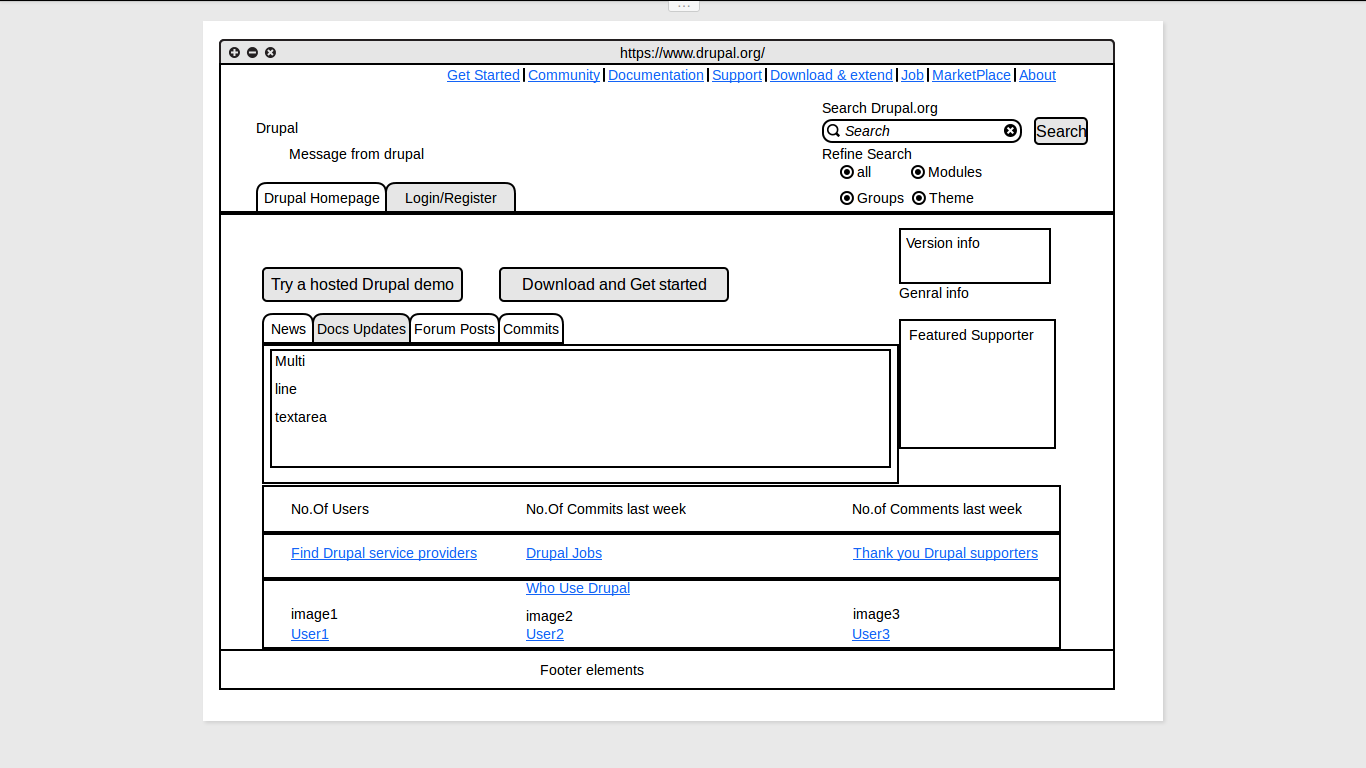 https://www.drupal.org/
Get Started | Community | Documentation | Support | Download & extend | Job | MarketPlace | About
Search Drupal.org
Drupal
Search
Search
Message from drupal
Refine Search
all Modules
Drupal Homepage Login/Register
Groups Theme
Version info
Try a hosted Drupal demo Download and Get started
Genral info
News Docs Updates Forum Posts Commits
Featured Supporter
Multi
line
textarea
No.Of Users No.Of Commits last week No.of Comments last week
Find Drupal service providers Drupal Jobs Thank you Drupal supporters
Who Use Drupal
image1 image2 image3
User1 User2 User3
Footer elements